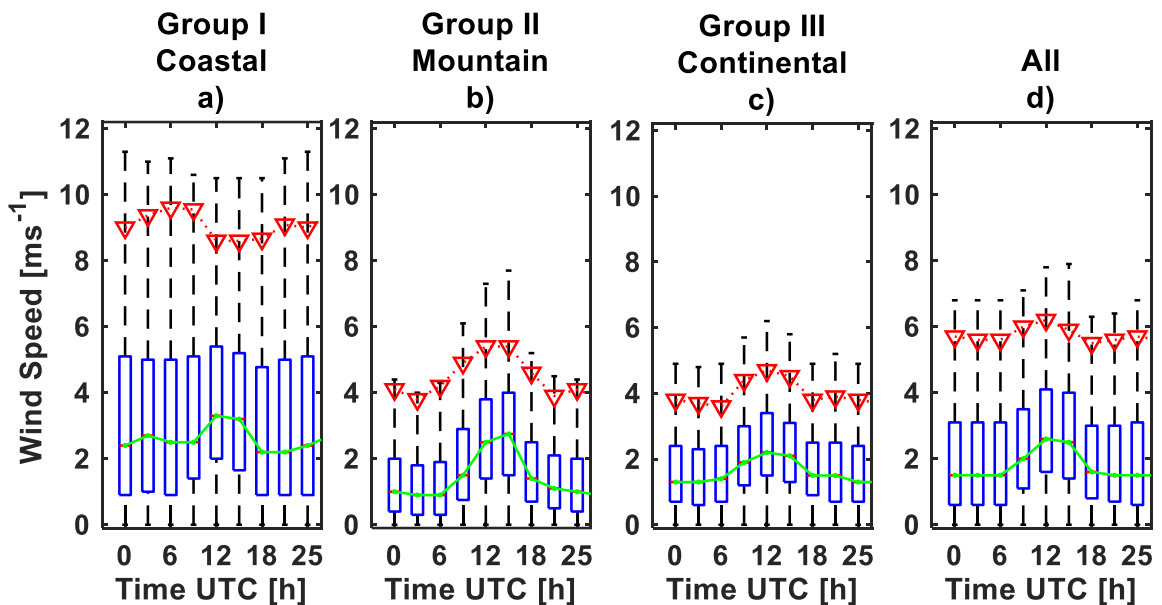 Group I
Coastal
a)
Group II
Mountain
b)
Group III
Continental
c)
All
d)
Wind Speed [ms⁻¹]
12
10
8
6
4
2
0
0 6 12 18 25
Time UTC [h]
12
10
8
6
4
2
0
0 6 12 18 25
Time UTC [h]
12
10
8
6
4
2
0
0 6 12 18 25
Time UTC [h]
12
10
8
6
4
2
0
0 6 12 18 25
Time UTC [h]